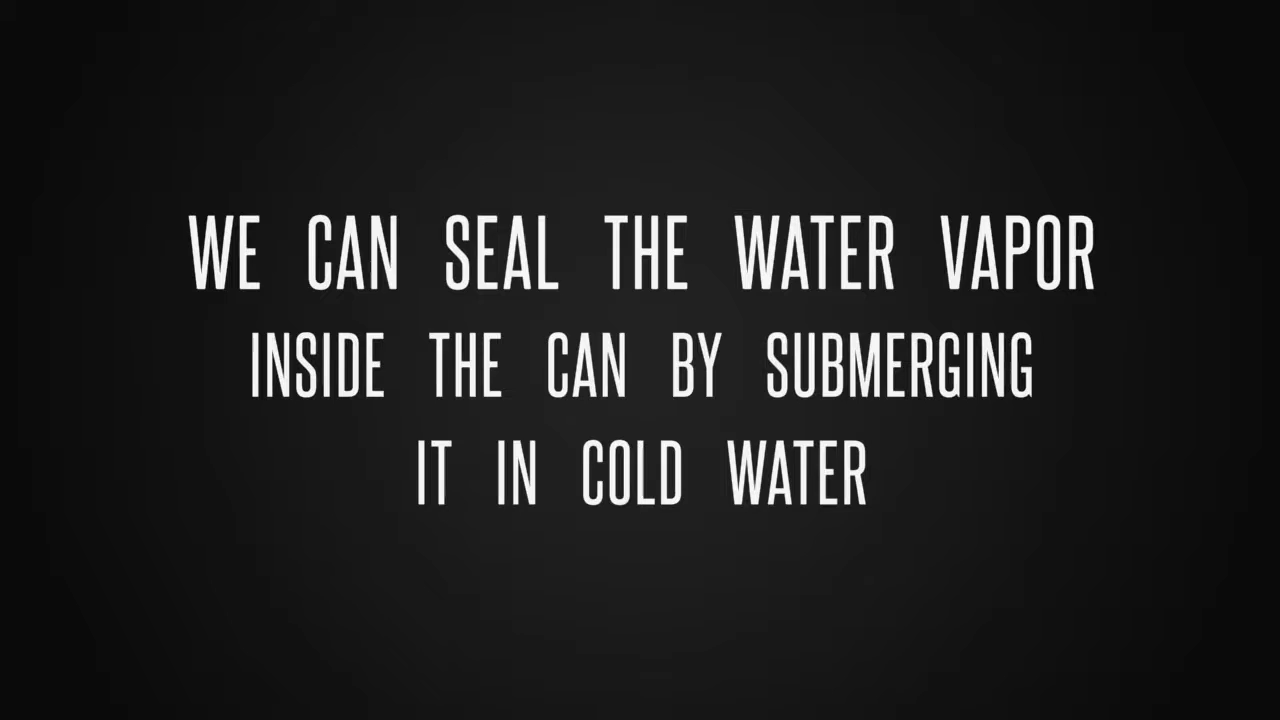 WE CAN SEAL THE WATER VAPOR
INSIDE THE CAN BY SUBMERGING
IT IN COLD WATER